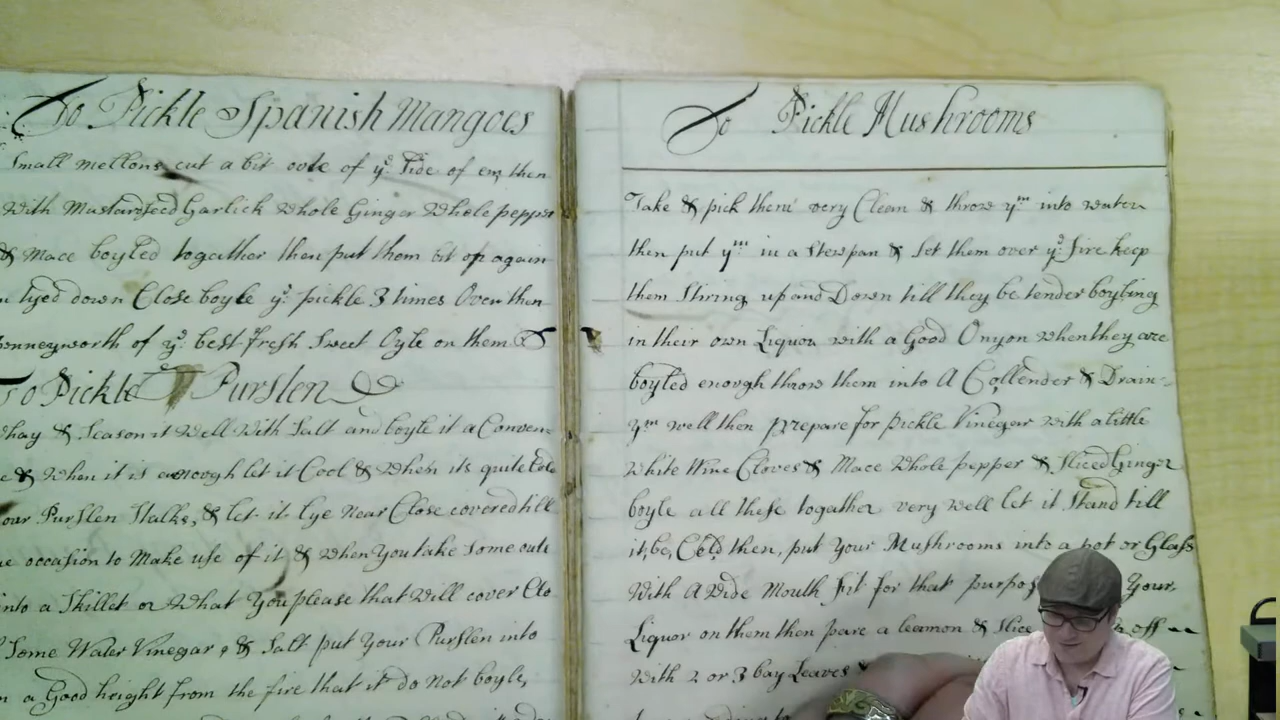 To Pickle Spanish Mangoes
Small mellons cut a bit oute of ye Side of em then
With Mustardseed Garlick Whole Ginger Whole pepper
& Mace boyled together then put them bit op again
tyed down Close boyle ye pickle 3 times Over then
penneyworth of ye best fresh Sweet Oyle on them
To Pickle Purslen
whay & Season it Well With Salt and boyle it a Conven
& When it is enough let it Cool & When its quite Cole
our Purslen Stalks, & let it Lye Near Close covered till
occasion to Make use of it & when You take Some oute
into a Skillet or What You please that Will cover Clo
Some Water Vinegar, & Salt put Your Purslen into
a Good height from the fire that it do Not boyle,
To Pickle Mushrooms
Take & pick them very Clean & throw ym into water
then put ym in a Stewpan & Set them over ye fire keep
them Stiring up and Down till they be tender boyling
in their own Liquou with a Good Onyon when they are
boyled enough throw them into A Collender & Drain
ym well then prepare for pickle Vinegar with a little
White Wine Cloves & Mace Whole pepper & Sliced Ginger
boyle all these together very Well let it Stand till
it be Cold then, put Your Mushrooms into a pot or Glass
With A Wide Mouth fit for that purpos Your
Liquor on them then pare a leamon & Slice off
With 2 or 3 bay Leaves &